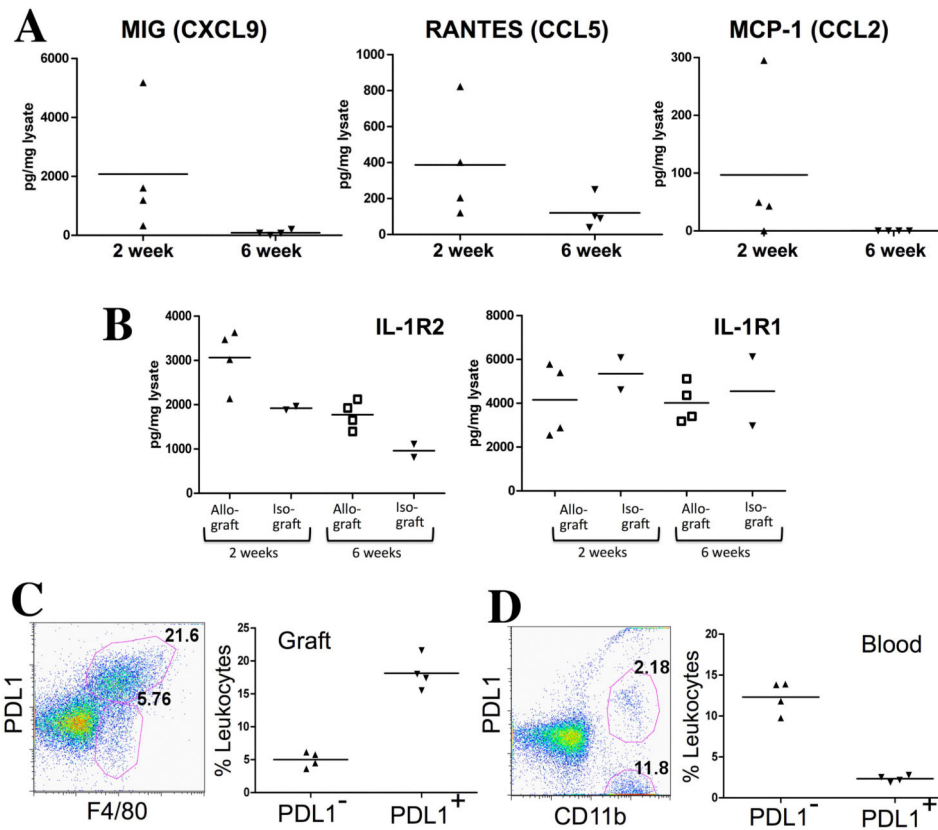 A
MIG (CXCL9)
RANTES (CCL5)
MCP-1 (CCL2)
pg/mg lysate
6000
4000
2000
0
2 week
6 week
pg/mg lysate
1000
800
600
400
200
0
2 week
6 week
pg/mg lysate
300
200
100
0
2 week
6 week
B
IL-1R2
pg/mg lysate
4000
3000
2000
1000
0
Allo- Iso- Allo- Iso-
graft graft graft graft
2 weeks 6 weeks
IL-1R1
pg/mg lysate
8000
6000
4000
2000
0
Allo- Iso- Allo- Iso-
graft graft graft graft
2 weeks 6 weeks
C
PDL1
21.6
5.76
F4/80
Graft
% Leukocytes
25
20
15
10
5
0
PDL1- PDL1+
D
PDL1
2.18
11.8
CD11b
Blood
% Leukocytes
20
15
10
5
0
PDL1- PDL1+